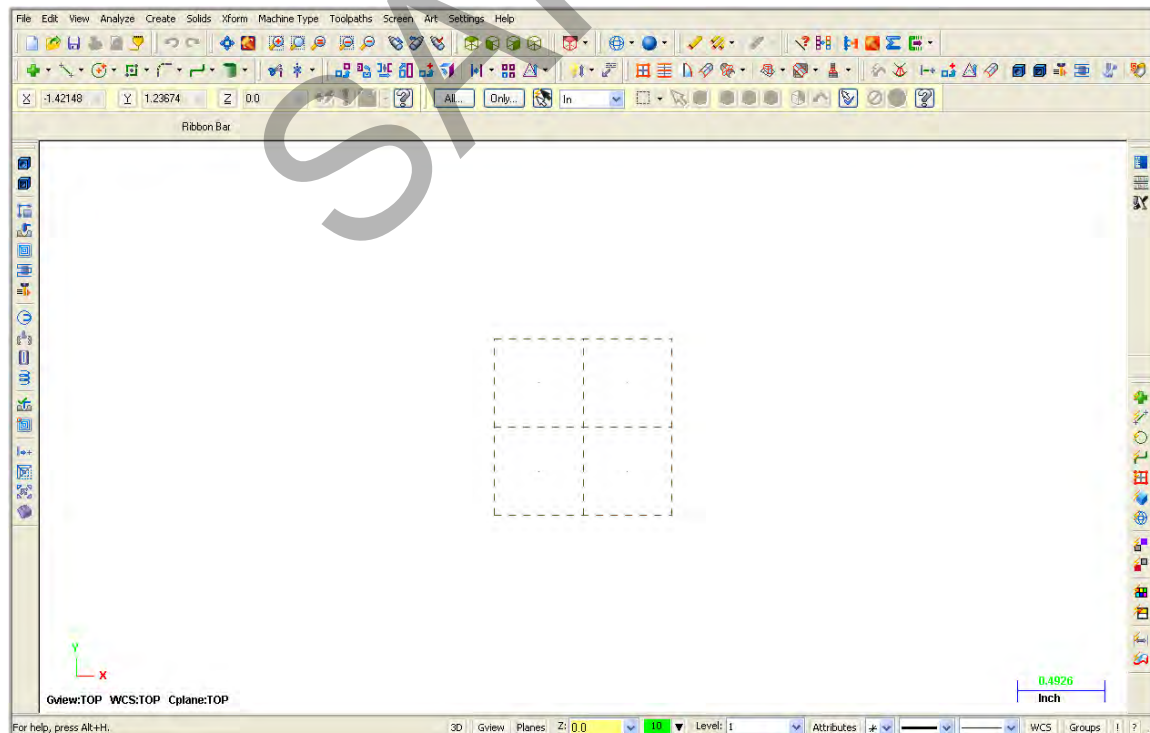 File Edit View Analyze Create Solids Xform Machine Type Toolpaths Screen Art Settings Help
X -1.42148 Y 1.23674 Z 0.0 All... Only... In
Ribbon Bar
SA
Y
X
0.4926
Inch
Gview:TOP WCS:TOP Cplane:TOP
For help, press Alt+H. 3D Gview Planes Z: 0.0 10 Level: 1 Attributes WCS Groups ! ?